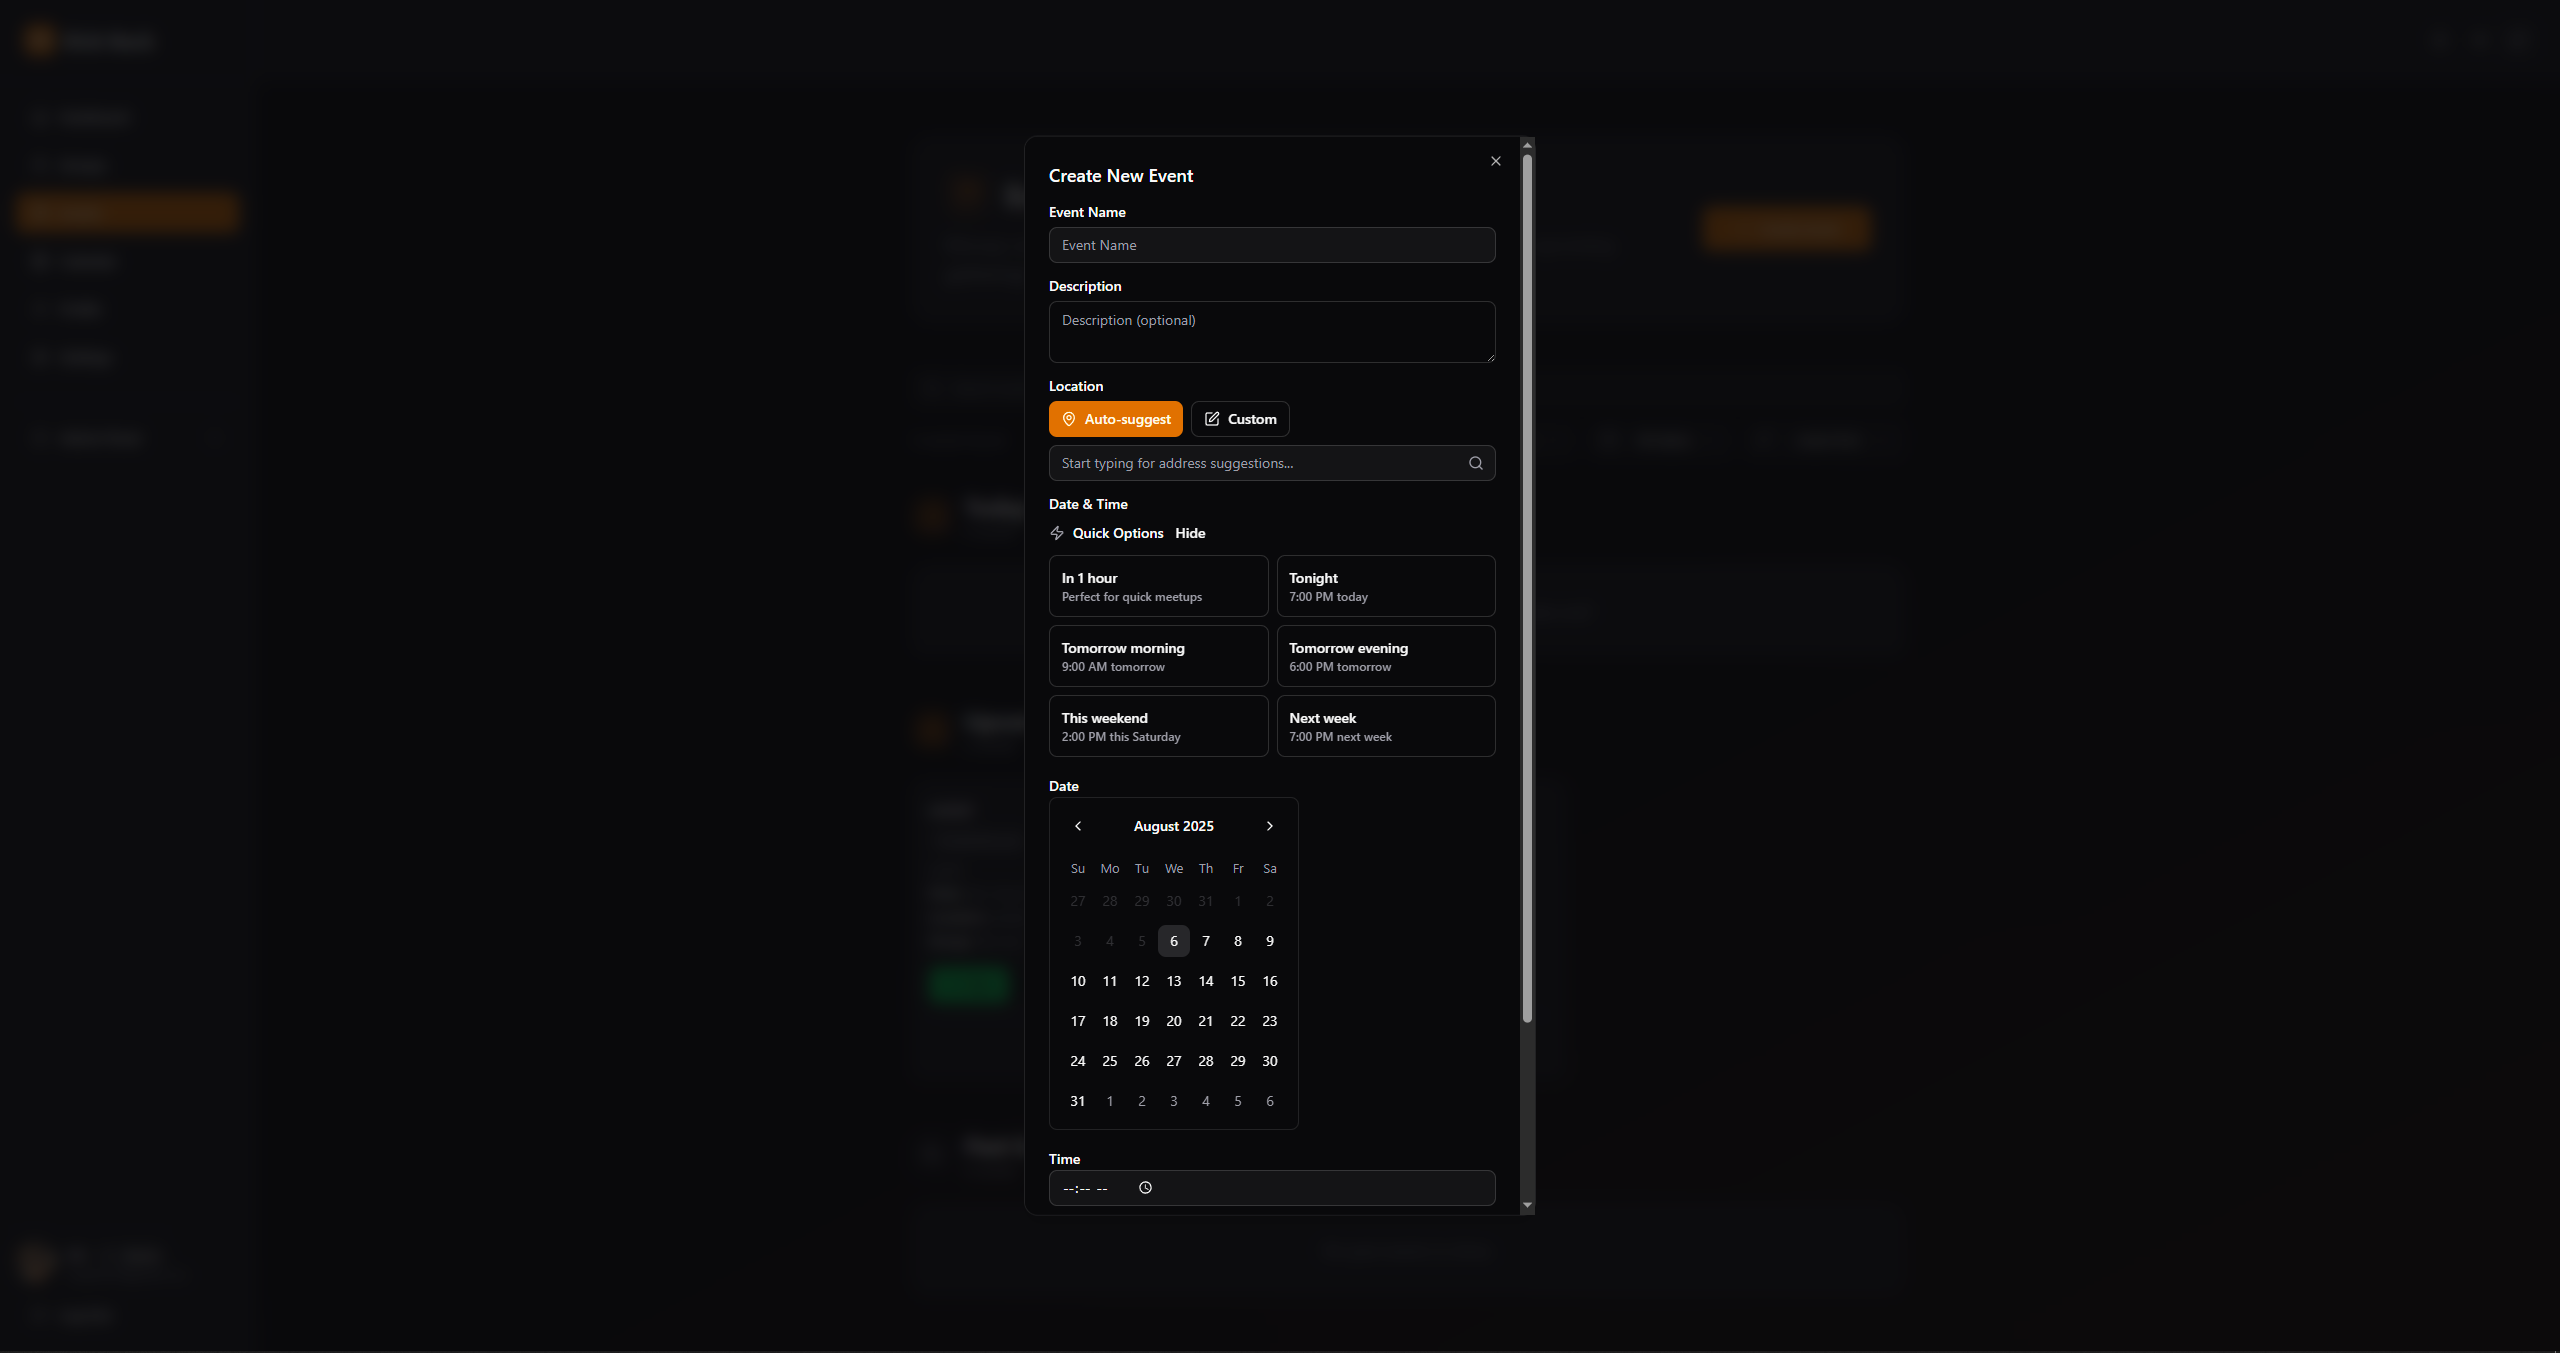 Create New Event
Event Name
Event Name
Description
Description (optional)
Location
Auto-suggest Custom
Start typing for address suggestions...
Date & Time
Quick Options Hide
In 1 hour Tonight
Perfect for quick meetups 7:00 PM today
Tomorrow morning Tomorrow evening
9:00 AM tomorrow 6:00 PM tomorrow
This weekend Next week
2:00 PM this Saturday 7:00 PM next week
Date
August 2025
Su Mo Tu We Th Fr Sa
27 28 29 30 31 1 2
3 4 5 6 7 8 9
10 11 12 13 14 15 16
17 18 19 20 21 22 23
24 25 26 27 28 29 30
31 1 2 3 4 5 6
Time
--:-- --